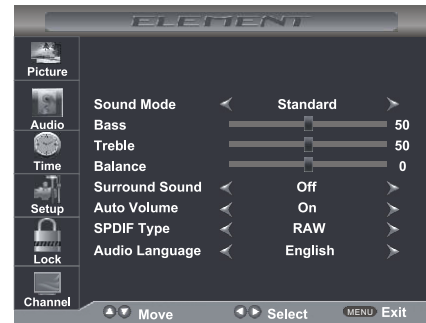 ELEMENT
Picture
Audio
Time
Setup
Lock
Channel
Sound Mode Standard
Bass 50
Treble 50
Balance 0
Surround Sound Off
Auto Volume On
SPDIF Type RAW
Audio Language English
Move Select MENU Exit